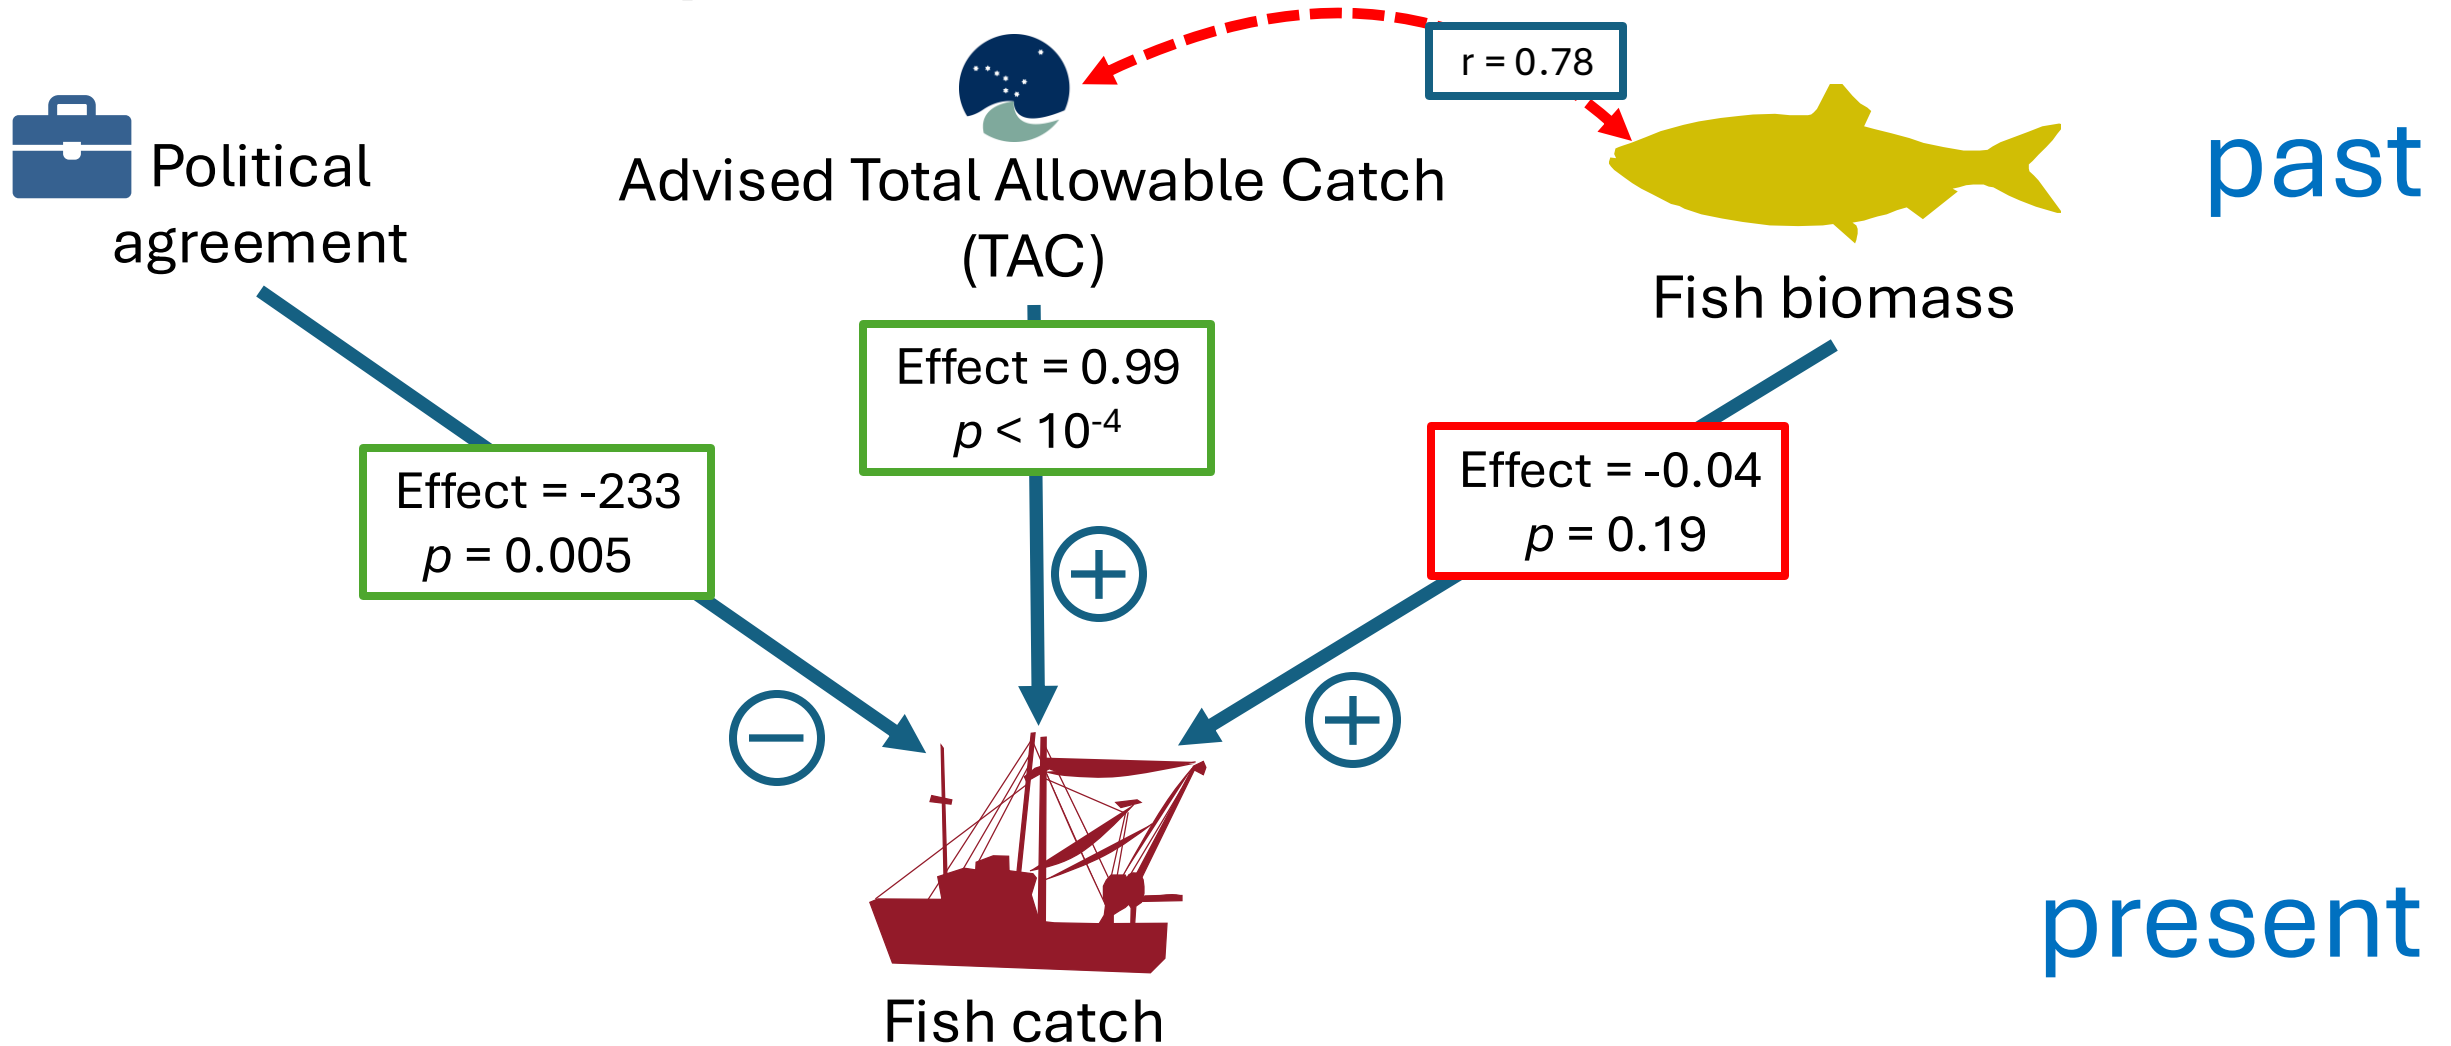 r = 0.78
Political
agreement
Advised Total Allowable Catch
(TAC)
Fish biomass
past
Effect = -233
p = 0.005
Effect = 0.99
p < 10⁻⁴
Effect = -0.04
p = 0.19
present
Fish catch